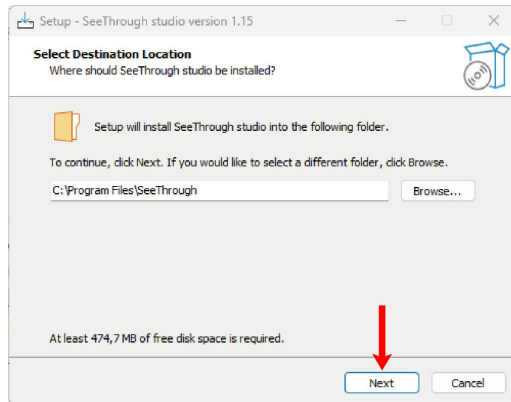 Setup - SeeThrough studio version 1.15
Select Destination Location
Where should SeeThrough studio be installed?
Setup will install SeeThrough studio into the following folder.
To continue, click Next. If you would like to select a different folder, click Browse.
C:\Program Files\SeeThrough
Browse...
At least 474,7 MB of free disk space is required.
Next
Cancel